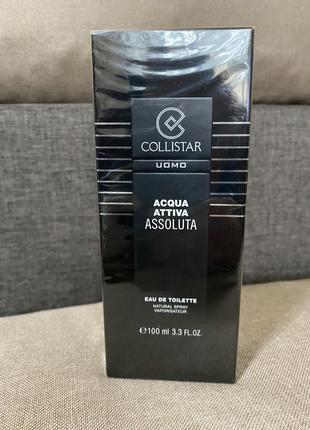 COLLISTAR
UOMO
ACQUA
ATTIVA
ASSOLUTA
EAU DE TOILETTE
NATURAL SPRAY
VAPORISATEUR
℮100 ml 3.3 FL.OZ.